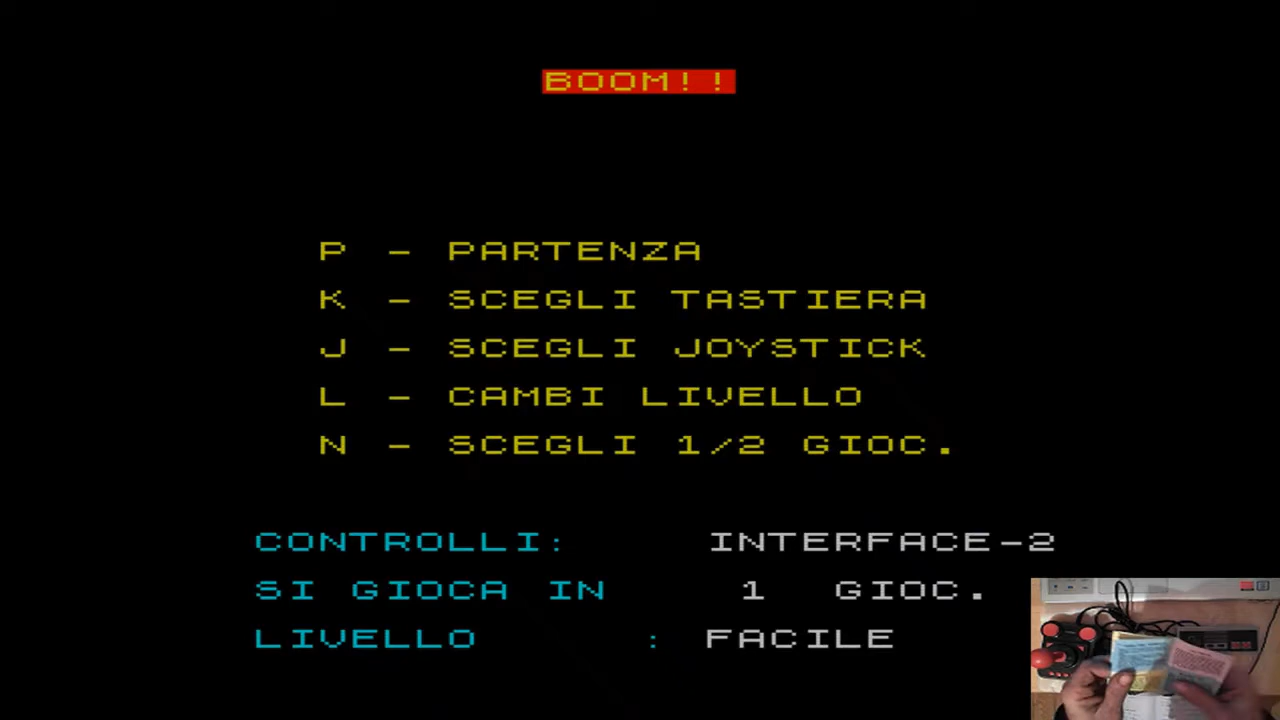 BOOM!!
P - PARTENZA
K - SCEGLI TASTIERA
J - SCEGLI JOYSTICK
L - CAMBI LIVELLO
N - SCEGLI 1/2 GIOC.
CONTROLLI: INTERFACE-2
SI GIOCA IN 1 GIOC.
LIVELLO : FACILE